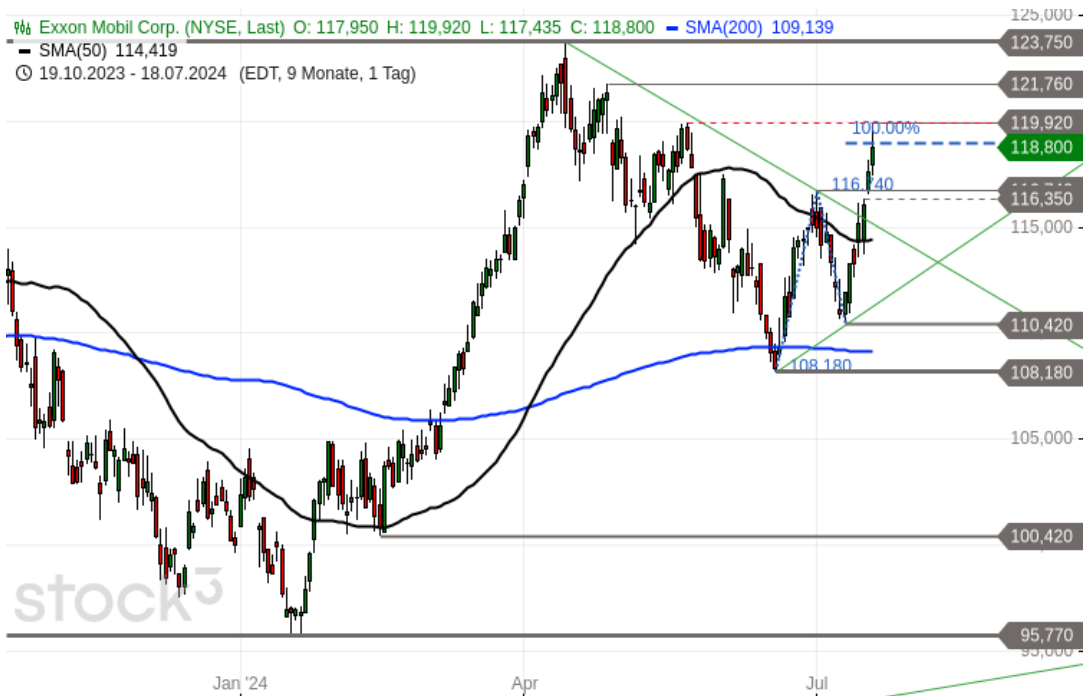 Exxon Mobil Corp. (NYSE, Last) O: 117,950 H: 119,920 L: 117,435 C: 118,800 SMA(200) 109,139
SMA(50) 114,419
19.10.2023 - 18.07.2024 (EDT, 9 Monate, 1 Tag)
125,000
123,750
121,760
119,920
100.00%
118,800
116,740
116,350
115,000
110,420
108,180
108,180
105,000
100,420
stock3
95,770
95,000
Jan '24
Apr
Jul